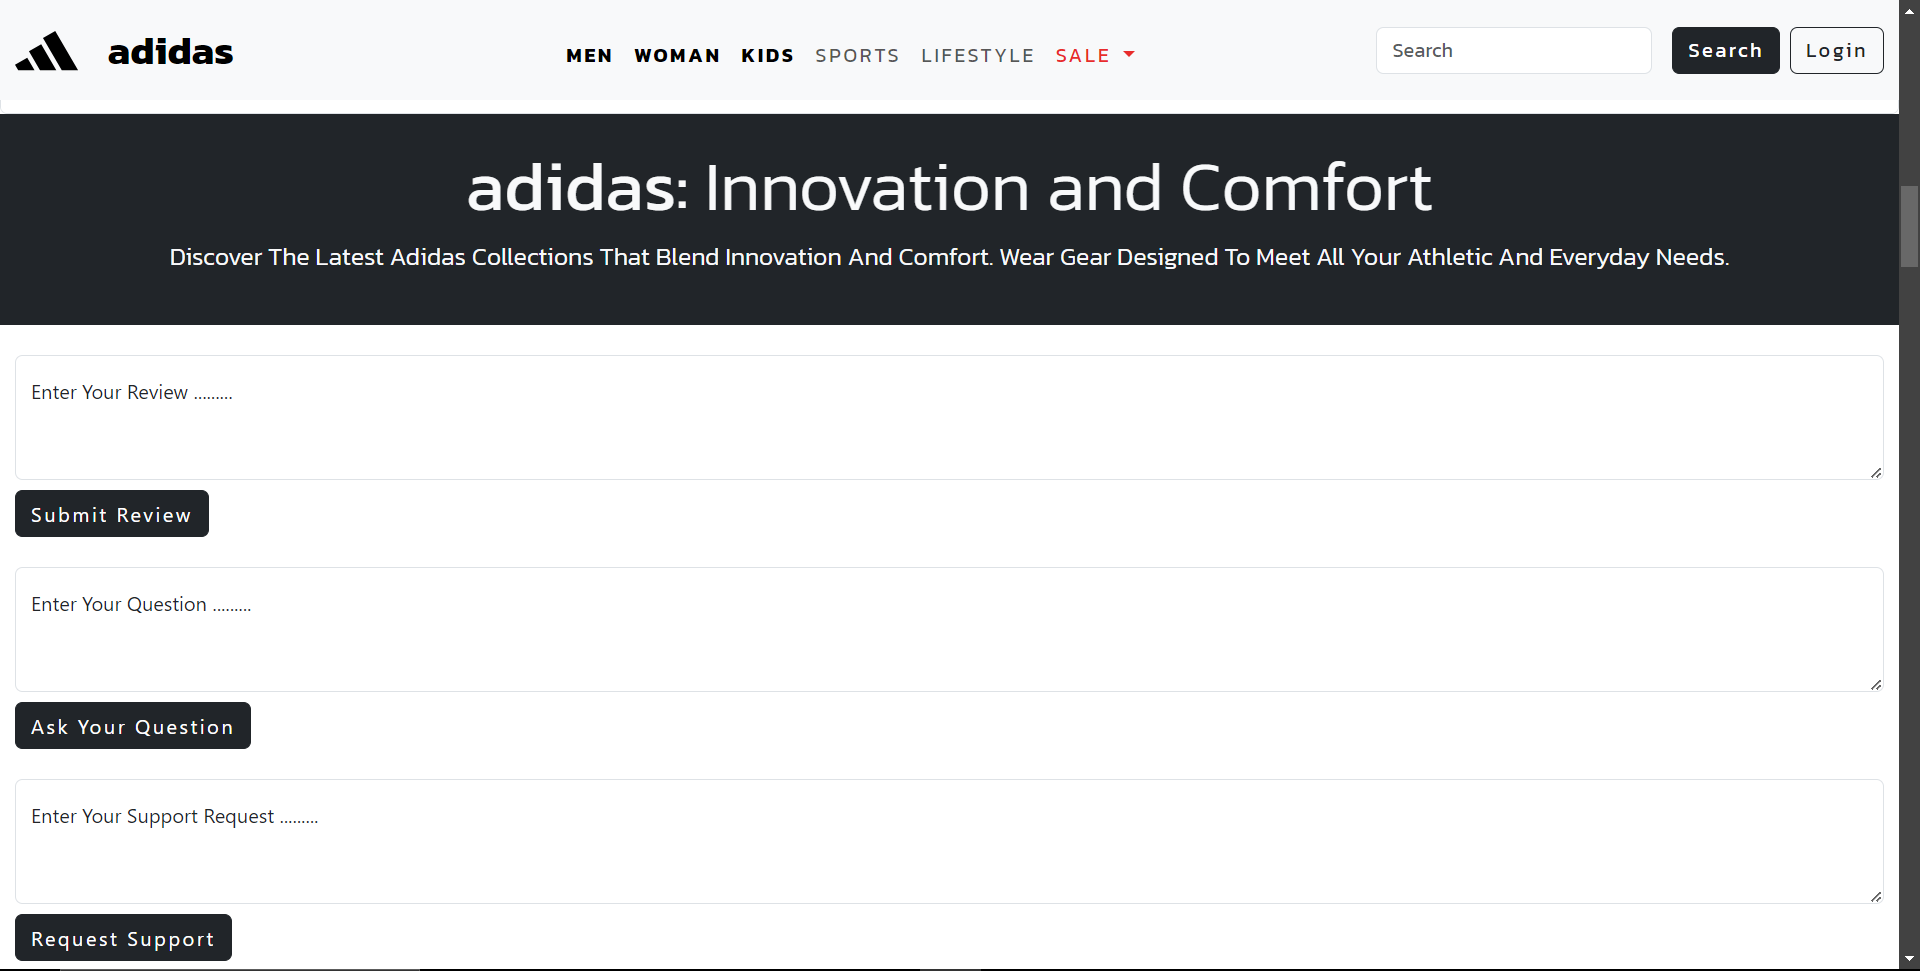 adidas
MEN WOMAN KIDS SPORTS LIFESTYLE SALE
Search
Search
Login
adidas: Innovation and Comfort
Discover The Latest Adidas Collections That Blend Innovation And Comfort. Wear Gear Designed To Meet All Your Athletic And Everyday Needs.
Enter Your Review .........
Submit Review
Enter Your Question .........
Ask Your Question
Enter Your Support Request .........
Request Support